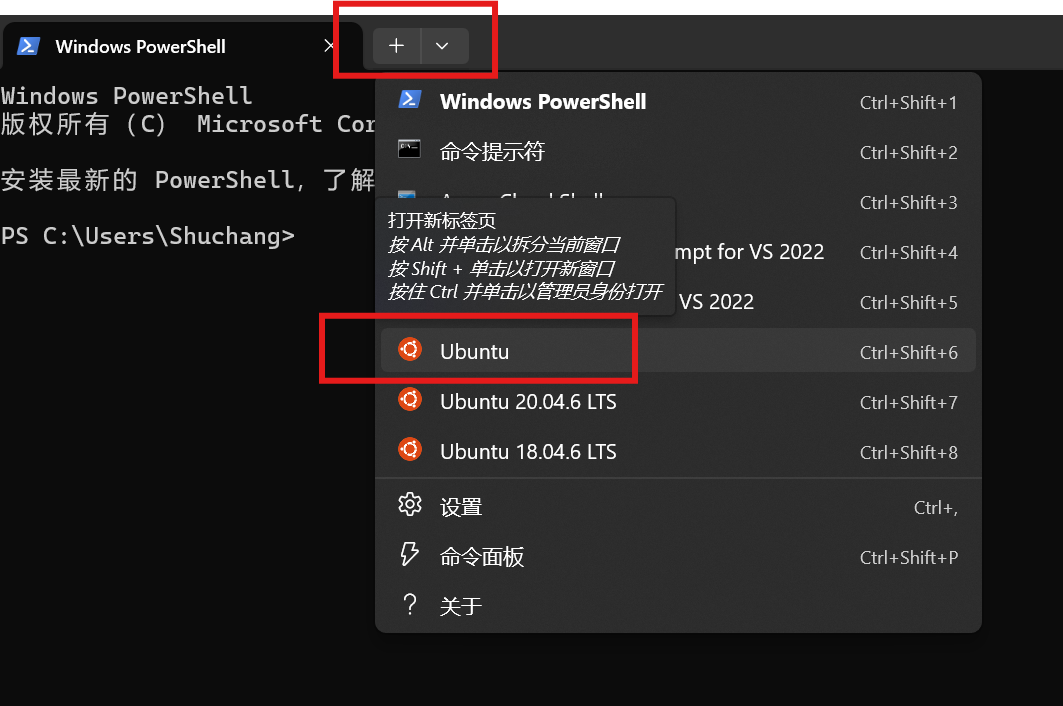 Windows PowerShell
Windows PowerShell
版权所有 (C) Microsoft
安装最新的 PowerShell，了解
PS C:\Users\Shuchang>
Windows PowerShell Ctrl+Shift+1
命令提示符 Ctrl+Shift+2
Ctrl+Shift+3
打开新标签页
按 Alt 并单击以拆分当前窗口
按 Shift + 单击以打开新窗口
按住 Ctrl 并单击以管理员身份打开
for VS 2022 Ctrl+Shift+4
VS 2022 Ctrl+Shift+5
Ubuntu Ctrl+Shift+6
Ubuntu 20.04.6 LTS Ctrl+Shift+7
Ubuntu 18.04.6 LTS Ctrl+Shift+8
设置 Ctrl+,
命令面板 Ctrl+Shift+P
关于